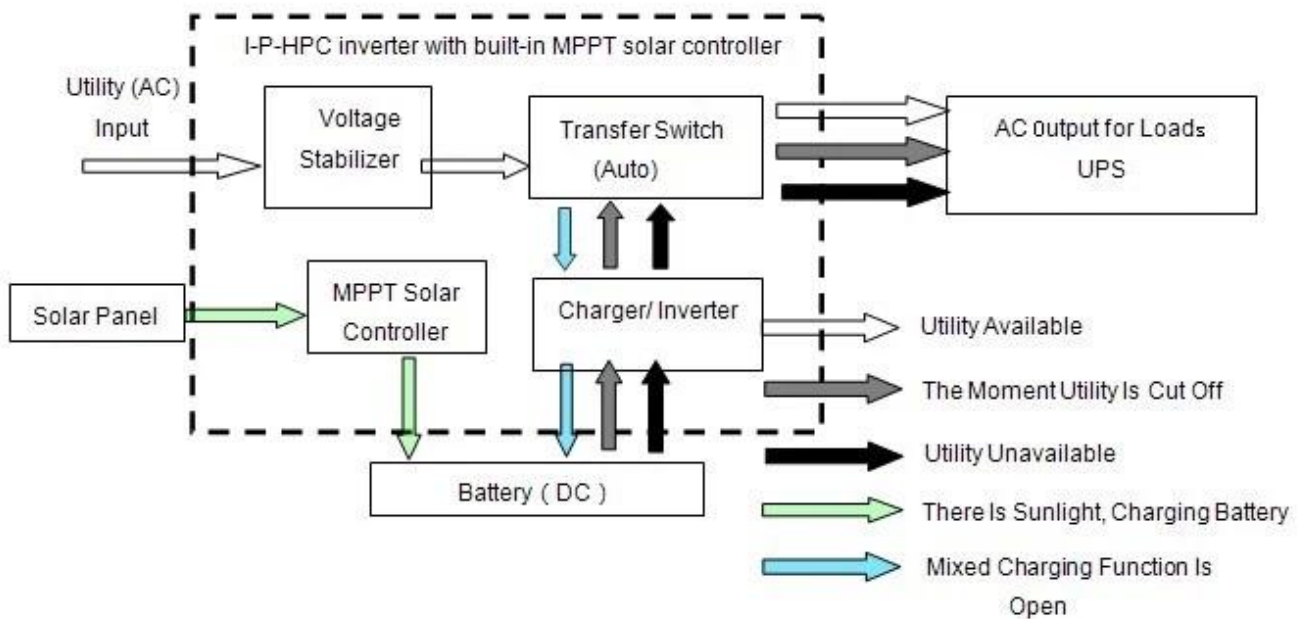 I-P-HPC inverter with built-in MPPT solar controller
Utility (AC)
Input
Voltage
Stabilizer
Transfer Switch
(Auto)
AC 0utput for Loads
UPS
Solar Panel
MPPT Solar
Controller
Charger/ Inverter
Battery ( DC )
Utility Available
The Moment Utility Is Cut Off
Utility Unavailable
There Is Sunlight, Charging Battery
Mixed Charging Function Is
Open